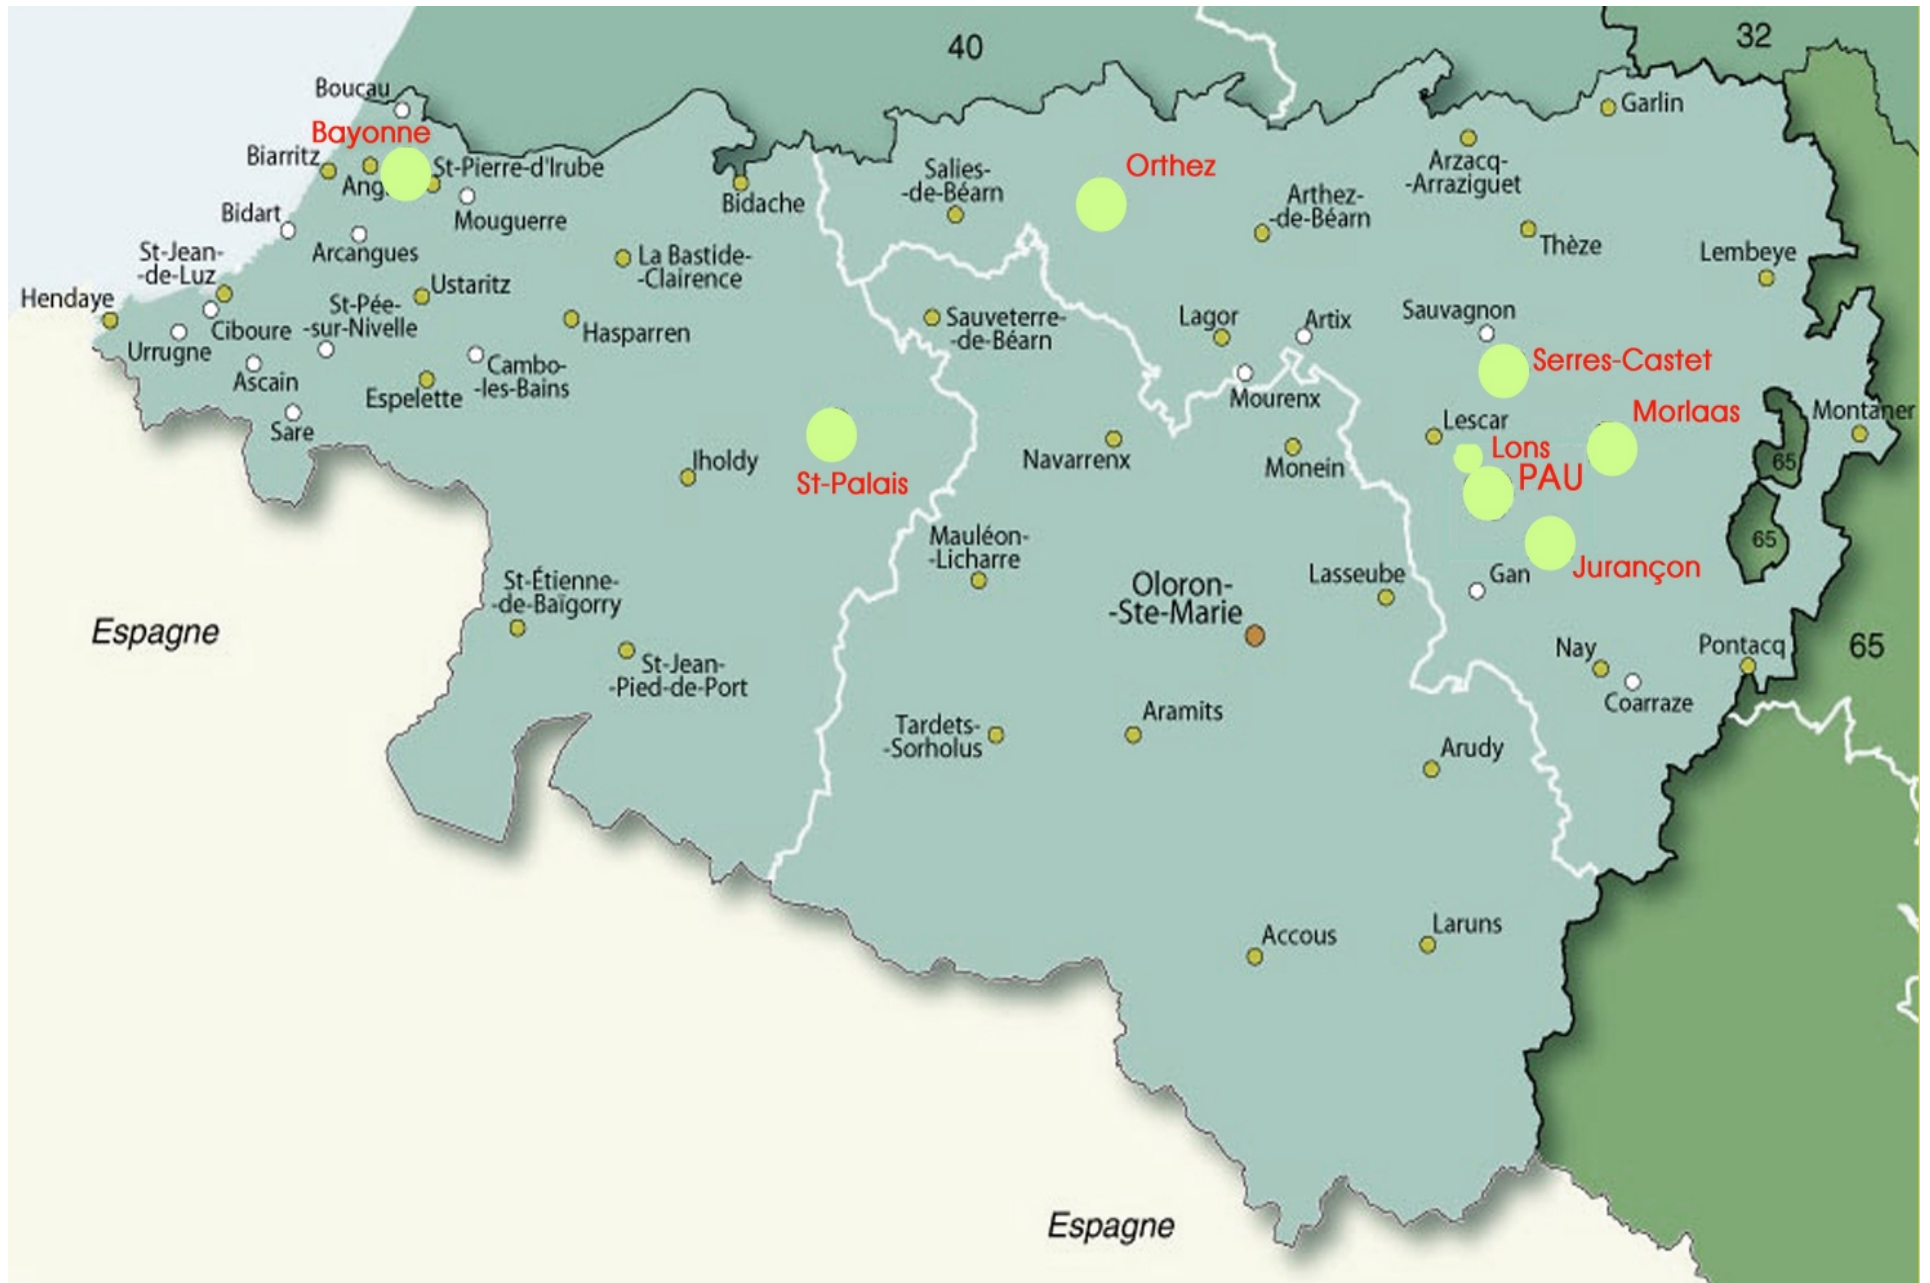 40
32
Boucau
Garlin
Bayonne
Biarritz
St-Pierre-d'Irube
Ang
Salies-
-de-Béarn
Orthez
Arzacq-
-Arraziguet
Bidache
Mouguerre
Bidart
Arthez-
-de-Béarn
Arcangues
St-Jean-
-de-Luz
La Bastide-
-Clairence
Thèze
Lembeye
Ustaritz
Hendaye
St-Pée-
-sur-Nivelle
Ciboure
Urrugne
Hasparren
Sauveterre-
-de-Béarn
Lagor
Artix
Sauvagnon
Serres-Castet
Ascain
Espelette
Cambo-
-les-Bains
Mourenx
Morlaas
Montaner
Sare
Lescar
Lons
PAU
Iholdy
St-Palais
Navarrenx
Monein
65
65
Mauléon-
-Licharre
Jurançon
Gan
Lasseube
Oloron-
-Ste-Marie
St-Étienne-
-de-Baïgorry
Espagne
St-Jean-
-Pied-de-Port
Nay
Pontacq
65
Coarraze
Tardets-
-Sorholus
Aramits
Arudy
Accous
Laruns
Espagne